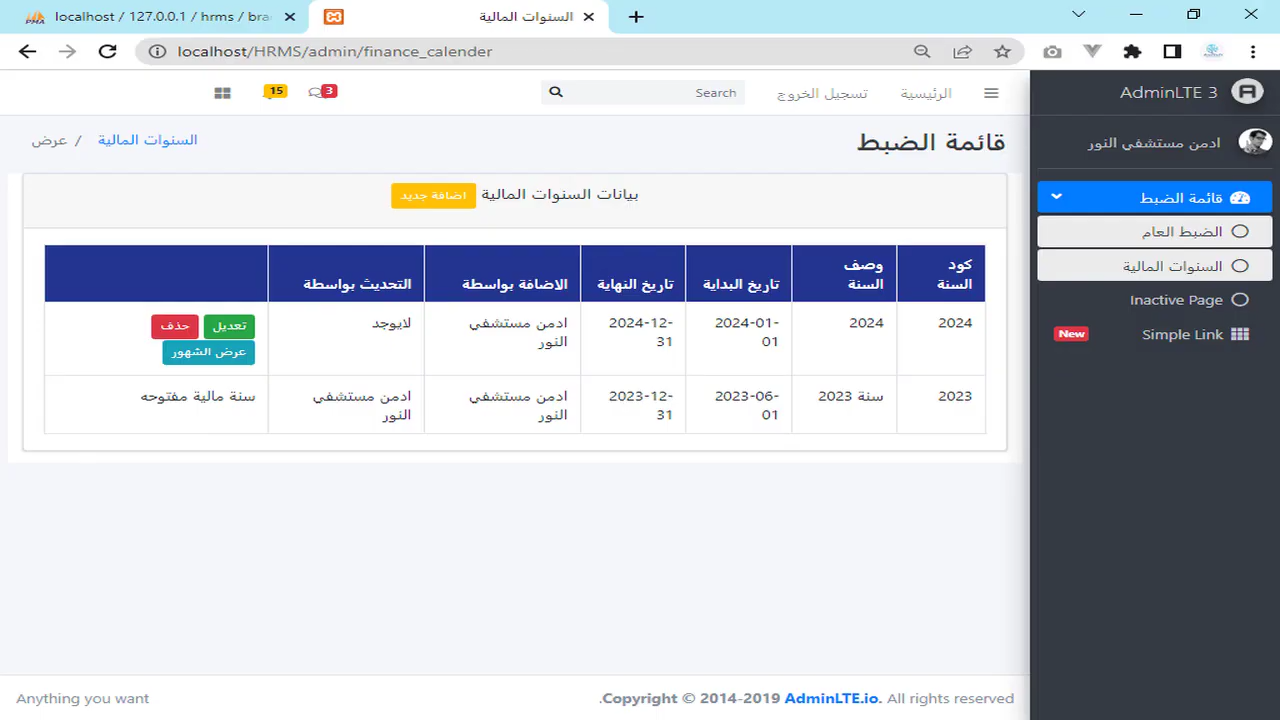 localhost / 127.0.0.1 / hrms / bra
السنوات المالية
localhost/HRMS/admin/finance_calender
AdminLTE 3
ادمن مستشفي النور
قائمة الضبط
الضبط العام
السنوات المالية
Inactive Page
Simple Link
New
الرئيسية
تسجيل الخروج
Search
3
15
قائمة الضبط
السنوات المالية / عرض
بيانات السنوات المالية اضافة جديد
كود السنة وصف السنة تاريخ البداية تاريخ النهاية الاضافة بواسطة التحديث بواسطة
2024 2024 2024-01- 2024-12- ادمن مستشفي لايوجد تعديل حذف
01 31 النور عرض الشهور
2023 سنة 2023 2023-06- 2023-12- ادمن مستشفي ادمن مستشفي سنة مالية مفتوحه
01 31 النور النور
Copyright © 2014-2019 AdminLTE.io. All rights reserved.
Anything you want